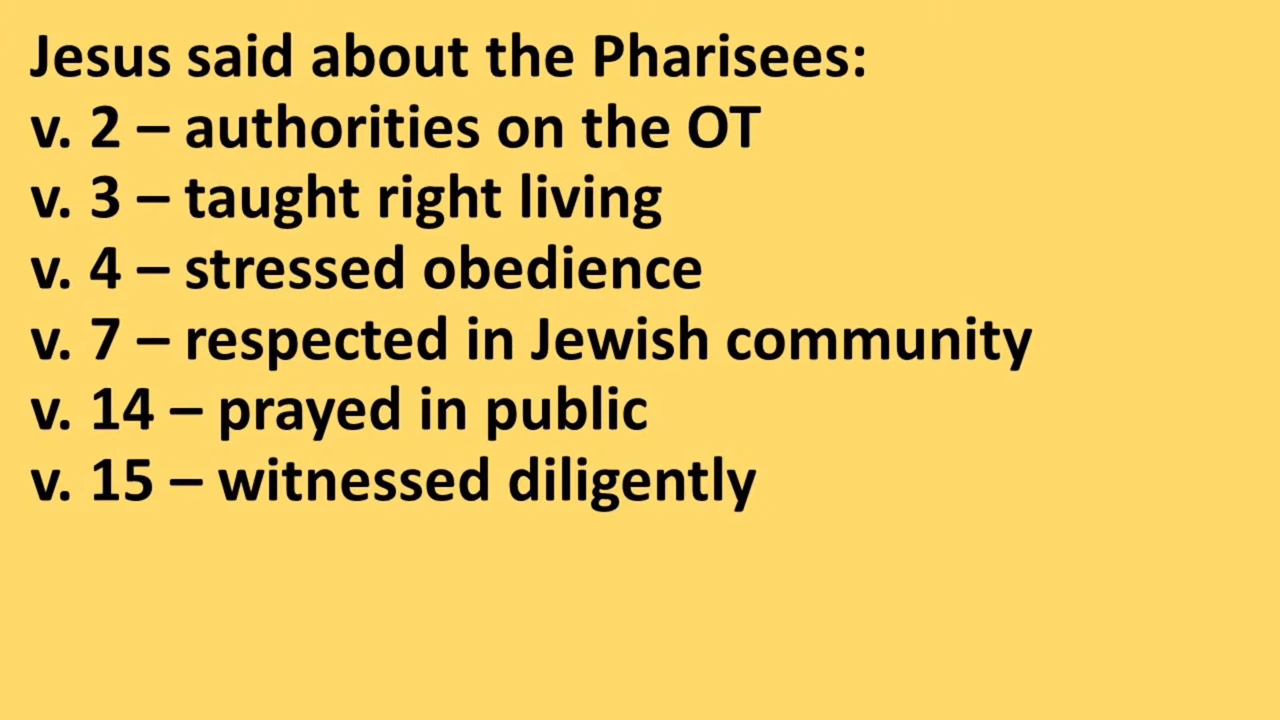 Jesus said about the Pharisees:
v. 2 – authorities on the OT
v. 3 – taught right living
v. 4 – stressed obedience
v. 7 – respected in Jewish community
v. 14 – prayed in public
v. 15 – witnessed diligently